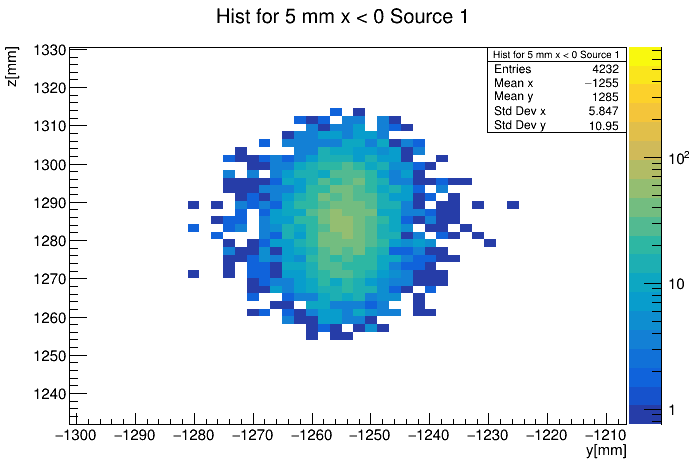 Hist for 5 mm x < 0 Source 1
z[mm]
1330
1320
1310
1300
1290
1280
1270
1260
1250
1240
Hist for 5 mm x < 0 Source 1
Entries 4232
Mean x −1255
Mean y 1285
Std Dev x 5.847
Std Dev y 10.95
10²
10
1
−1300 −1290 −1280 −1270 −1260 −1250 −1240 −1230 −1220 −1210
y[mm]